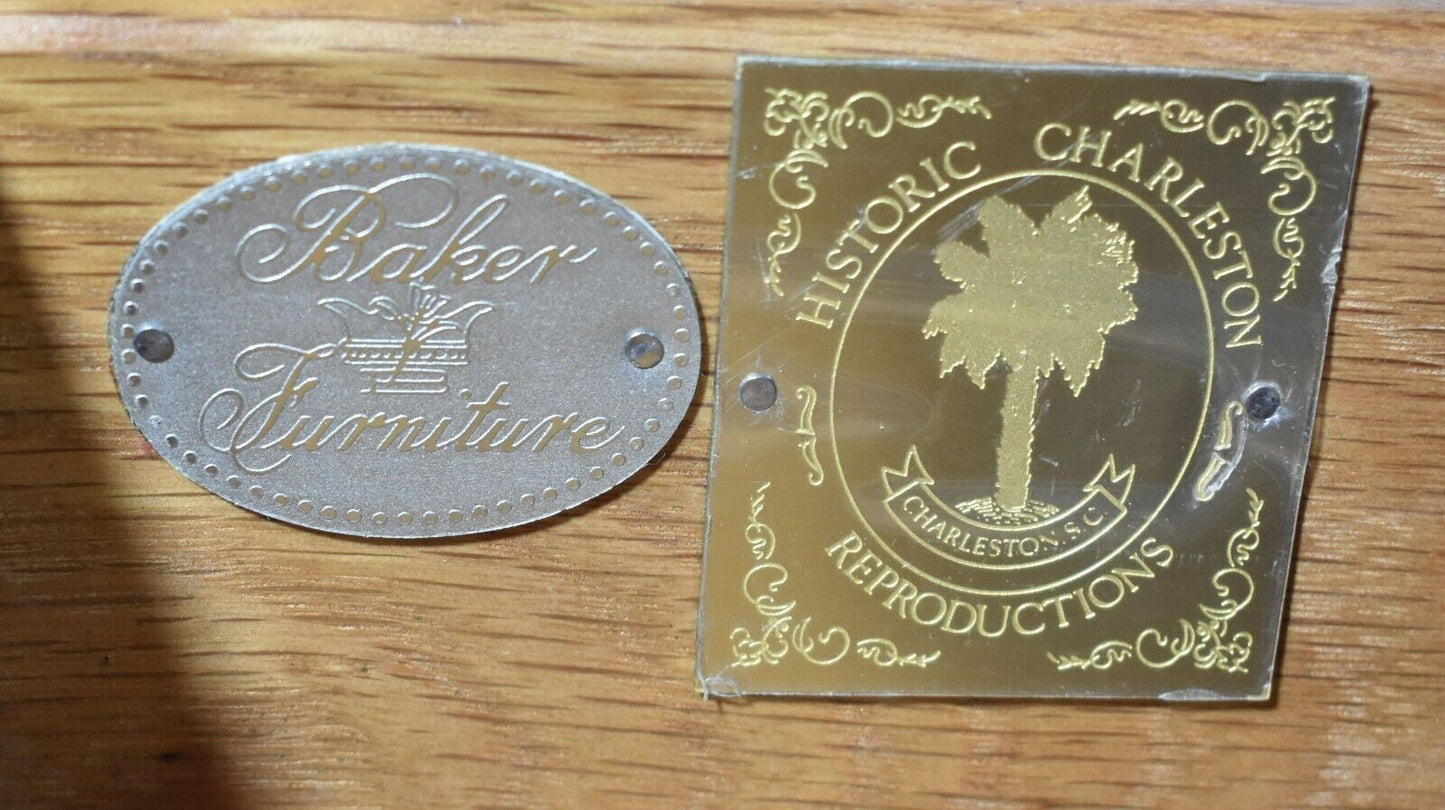 Baker
Furniture
HISTORIC CHARLESTON
CHARLESTON, S.C.
REPRODUCTIONS